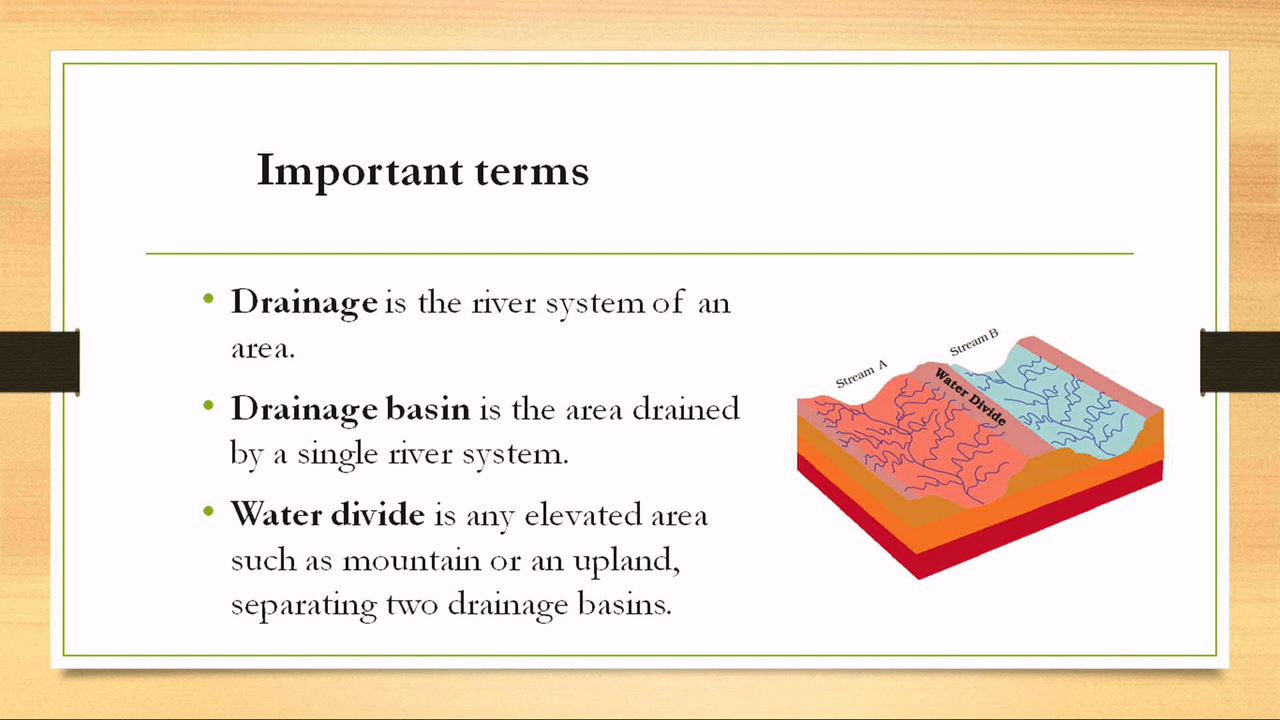 Important terms
• Drainage is the river system of an
area.
• Drainage basin is the area drained
by a single river system.
• Water divide is any elevated area
such as mountain or an upland,
separating two drainage basins.
Stream A
Stream B
Water Divide